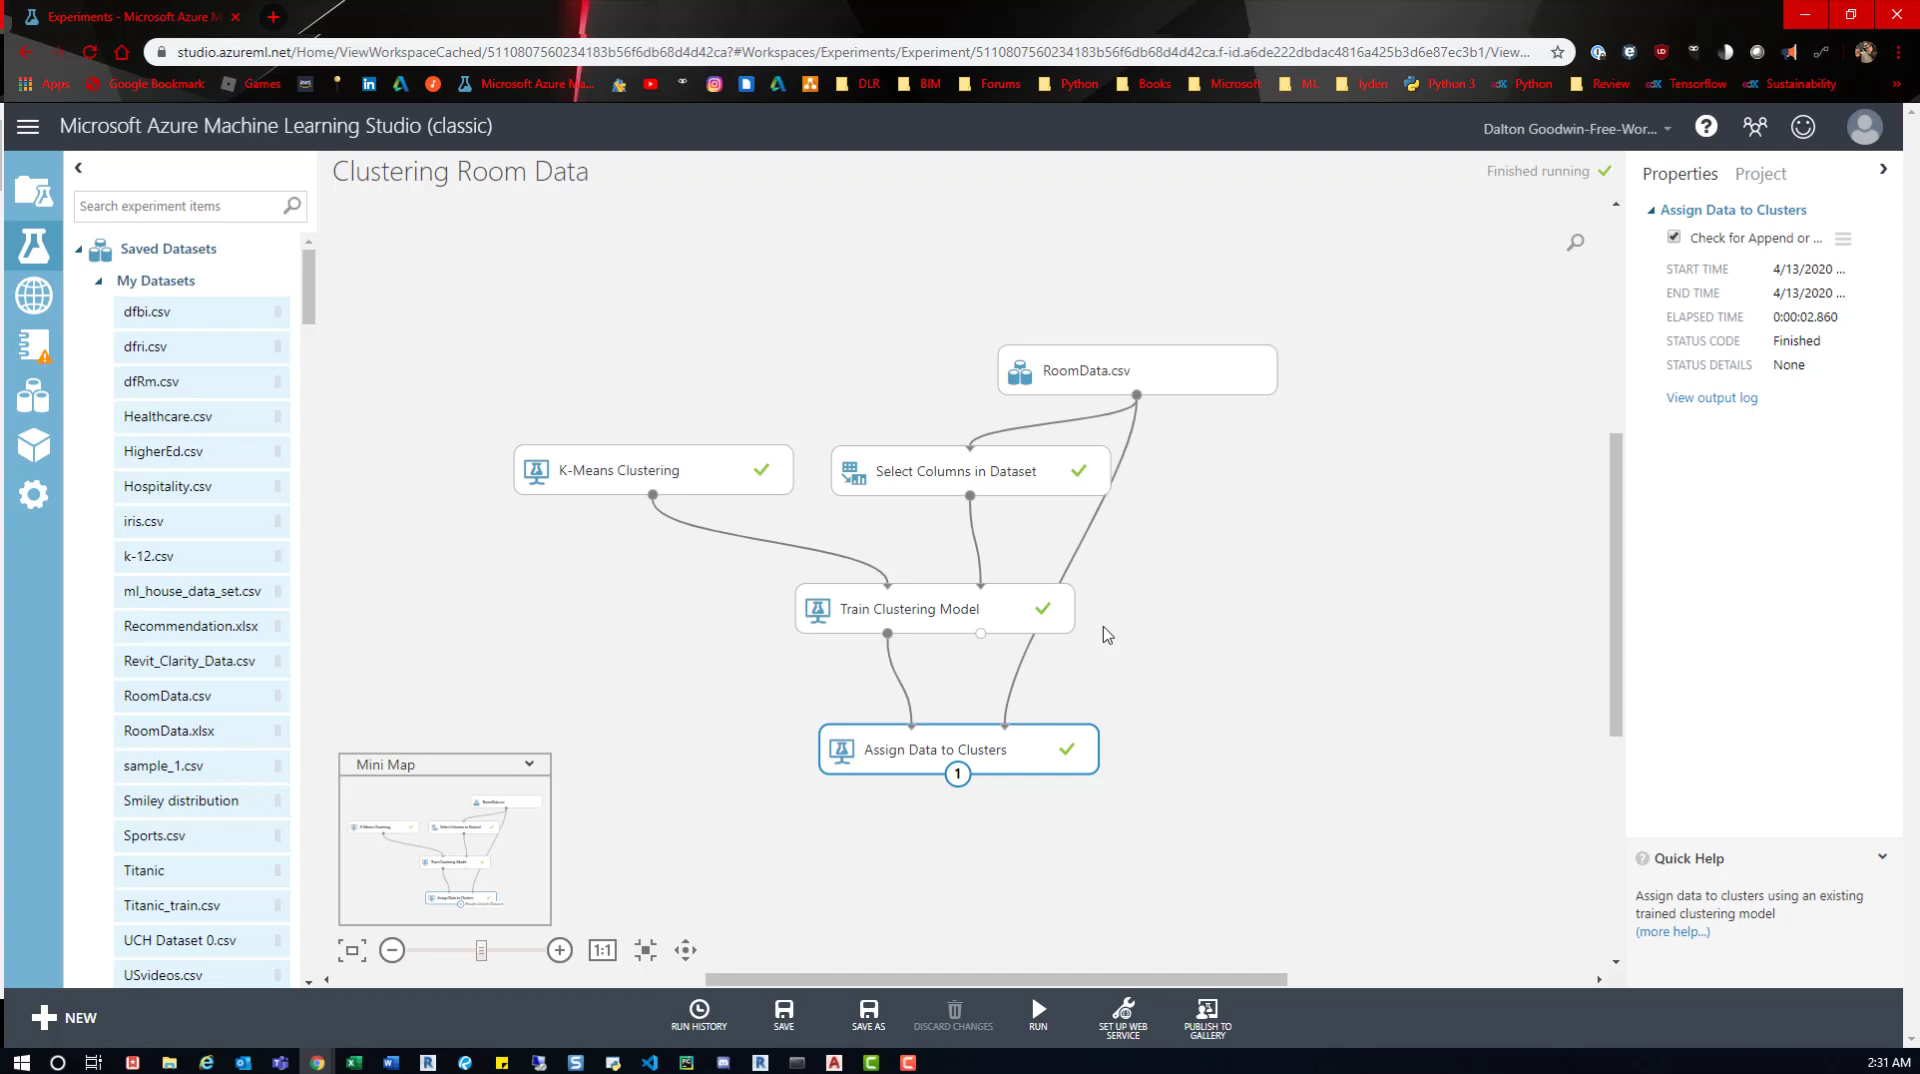 Experiments - Microsoft Azure M
studio.azureml.net/Home/ViewWorkspaceCached/5110807560234183b56f6db68d4d42ca?#Workspaces/Experiments/Experiment/5110807560234183b56f6db68d4d42ca.f-id.a6de222dbdac4816a425b3d6e87ec3b1/View...
Apps
Google Bookmark
Games
Microsoft Azure Ma...
DLR
BIM
Forums
Python
Books
Microsoft
ML
lyden
Python 3
Python
Review
Tensorflow
Sustainability
»
Microsoft Azure Machine Learning Studio (classic)
Dalton Goodwin-Free-Wor...
Search experiment items
Saved Datasets
My Datasets
dfbi.csv
dfri.csv
dfRm.csv
Healthcare.csv
HigherEd.csv
Hospitality.csv
iris.csv
k-12.csv
ml_house_data_set.csv
Recommendation.xlsx
Revit_Clarity_Data.csv
RoomData.csv
RoomData.xlsx
sample_1.csv
Smiley distribution
Sports.csv
Titanic
Titanic_train.csv
UCH Dataset 0.csv
USvideos.csv
Clustering Room Data
Finished running
RoomData.csv
K-Means Clustering
Select Columns in Dataset
Train Clustering Model
Assign Data to Clusters
1
Mini Map
1:1
Properties
Project
Assign Data to Clusters
Check for Append or ...
START TIME 4/13/2020 ...
END TIME 4/13/2020 ...
ELAPSED TIME 0:00:02.860
STATUS CODE Finished
STATUS DETAILS None
View output log
Quick Help
Assign data to clusters using an existing
trained clustering model
(more help...)
NEW
RUN HISTORY
SAVE
SAVE AS
DISCARD CHANGES
RUN
SET UP WEB
SERVICE
PUBLISH TO
GALLERY
2:31 AM